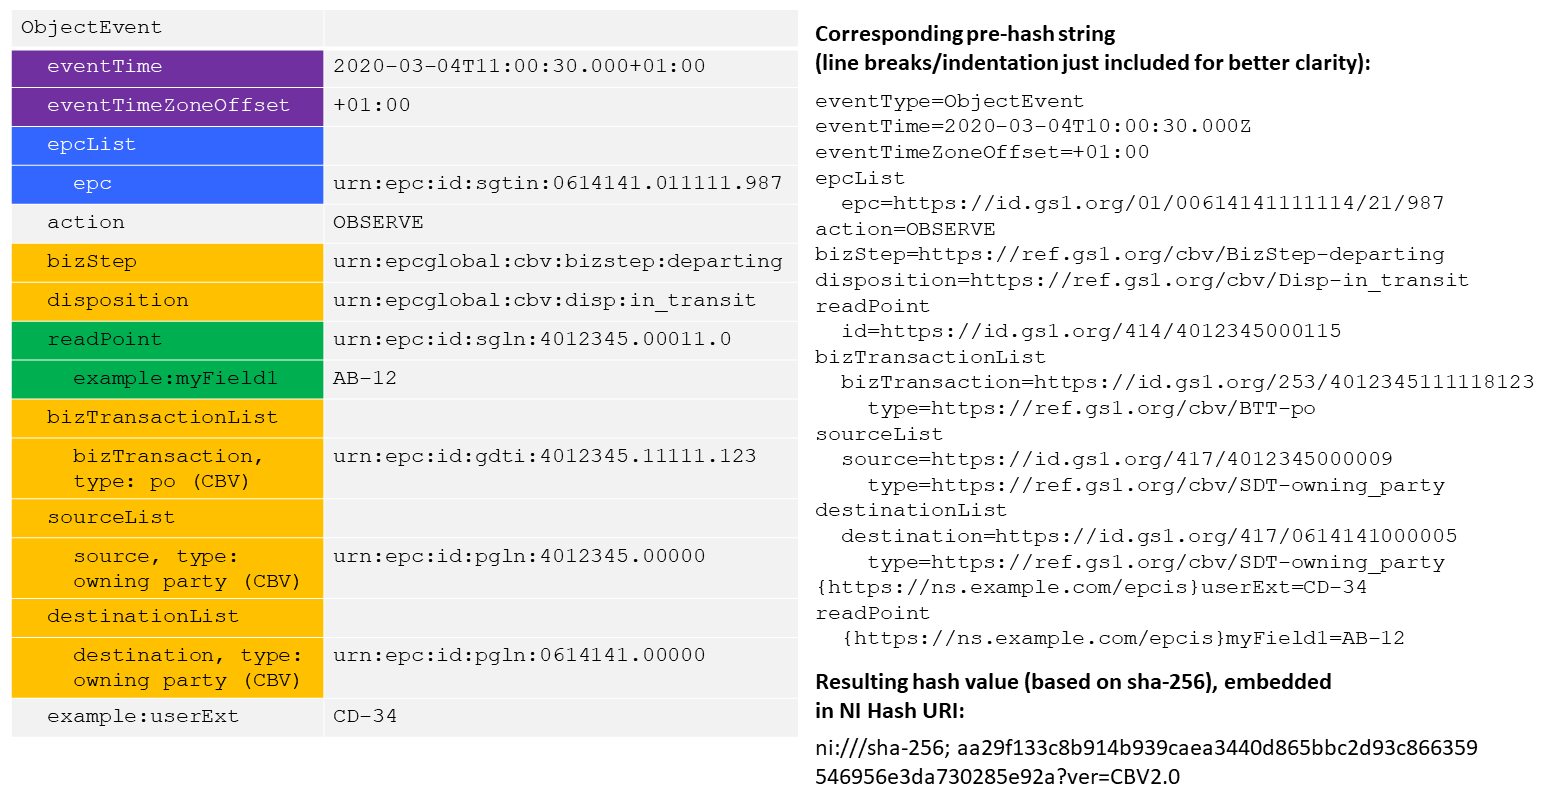 ObjectEvent
eventTime 2020-03-04T11:00:30.000+01:00
eventTimeZoneOffset +01:00
epcList
epc urn:epc:id:sgtin:0614141.011111.987
action OBSERVE
bizStep urn:epcglobal:cbv:bizstep:departing
disposition urn:epcglobal:cbv:disp:in_transit
readPoint urn:epc:id:sgln:4012345.00011.0
example:myField1 AB-12
bizTransactionList
bizTransaction, urn:epc:id:gdti:4012345.11111.123
type: po (CBV)
sourceList
source, type: urn:epc:id:pgln:4012345.00000
owning party (CBV)
destinationList
destination, type: urn:epc:id:pgln:0614141.00000
owning party (CBV)
example:userExt CD-34
Corresponding pre-hash string
(line breaks/indentation just included for better clarity):
eventType=ObjectEvent
eventTime=2020-03-04T10:00:30.000Z
eventTimeZoneOffset=+01:00
epcList
epc=https://id.gs1.org/01/00614141111114/21/987
action=OBSERVE
bizStep=https://ref.gs1.org/cbv/BizStep-departing
disposition=https://ref.gs1.org/cbv/Disp-in_transit
readPoint
id=https://id.gs1.org/414/4012345000115
bizTransactionList
bizTransaction=https://id.gs1.org/253/4012345111118123
type=https://ref.gs1.org/cbv/BTT-po
sourceList
source=https://id.gs1.org/417/4012345000009
type=https://ref.gs1.org/cbv/SDT-owning_party
destinationList
destination=https://id.gs1.org/417/0614141000005
type=https://ref.gs1.org/cbv/SDT-owning_party
{https://ns.example.com/epcis}userExt=CD-34
readPoint
{https://ns.example.com/epcis}myField1=AB-12
Resulting hash value (based on sha-256), embedded
in NI Hash URI:
ni:///sha-256; aa29f133c8b914b939caea3440d865bbc2d93c866359
546956e3da730285e92a?ver=CBV2.0